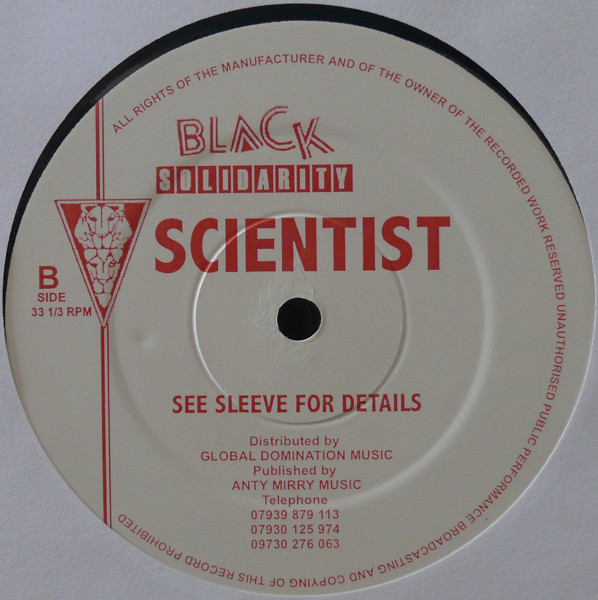 ALL RIGHTS OF THE MANUFACTURER AND OF THE OWNER OF THE RECORDED WORK RESERVED UNAUTHORISED PUBLIC PERFORMANCE BROADCASTING AND COPYING OF THIS RECORD PROHIBITED
BLACK
SOLIDARITY
SCIENTIST
B
SIDE
33 1/3 RPM
SEE SLEEVE FOR DETAILS
Distributed by
GLOBAL DOMINATION MUSIC
Published by
ANTY MIRRY MUSIC
Telephone
07939 879 113
07930 125 974
09730 276 063